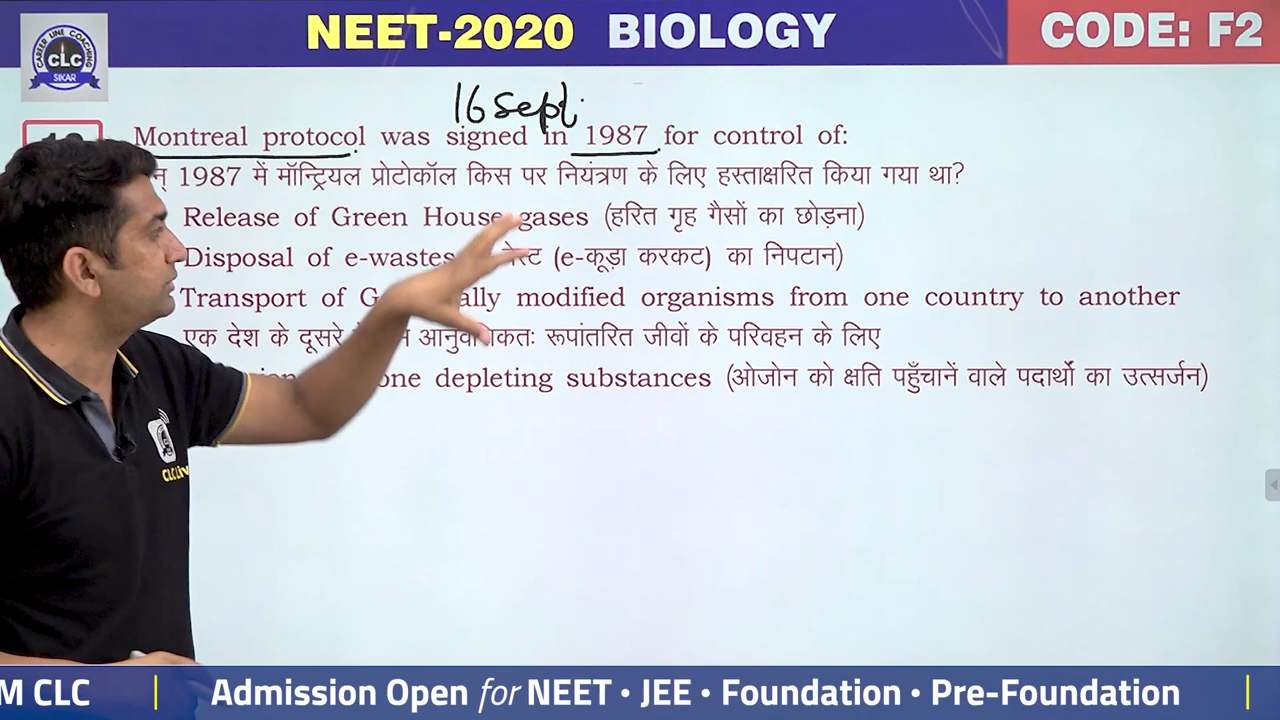 NEET-2020 BIOLOGY
CODE: F2
CAREER LINE COACHING
CLC
SIKAR
16 Sept.
Montreal protocol was signed in 1987 for control of:
1987 में मॉन्ट्रियल प्रोटोकॉल किस पर नियंत्रण के लिए हस्ताक्षरित किया गया था?
Release of Green House gases (हरित गृह गैसों का छोड़ना)
Disposal of e-wastes (e-कूड़ा करकट) का निपटान)
Transport of modified organisms from one country to another
एक देश के दूसरे रूपांतरित जीवों के परिवहन के लिए
depleting substances (ओजोन को क्षति पहुँचानें वाले पदार्थों का उत्सर्जन)
M CLC | Admission Open for NEET • JEE • Foundation • Pre-Foundation |